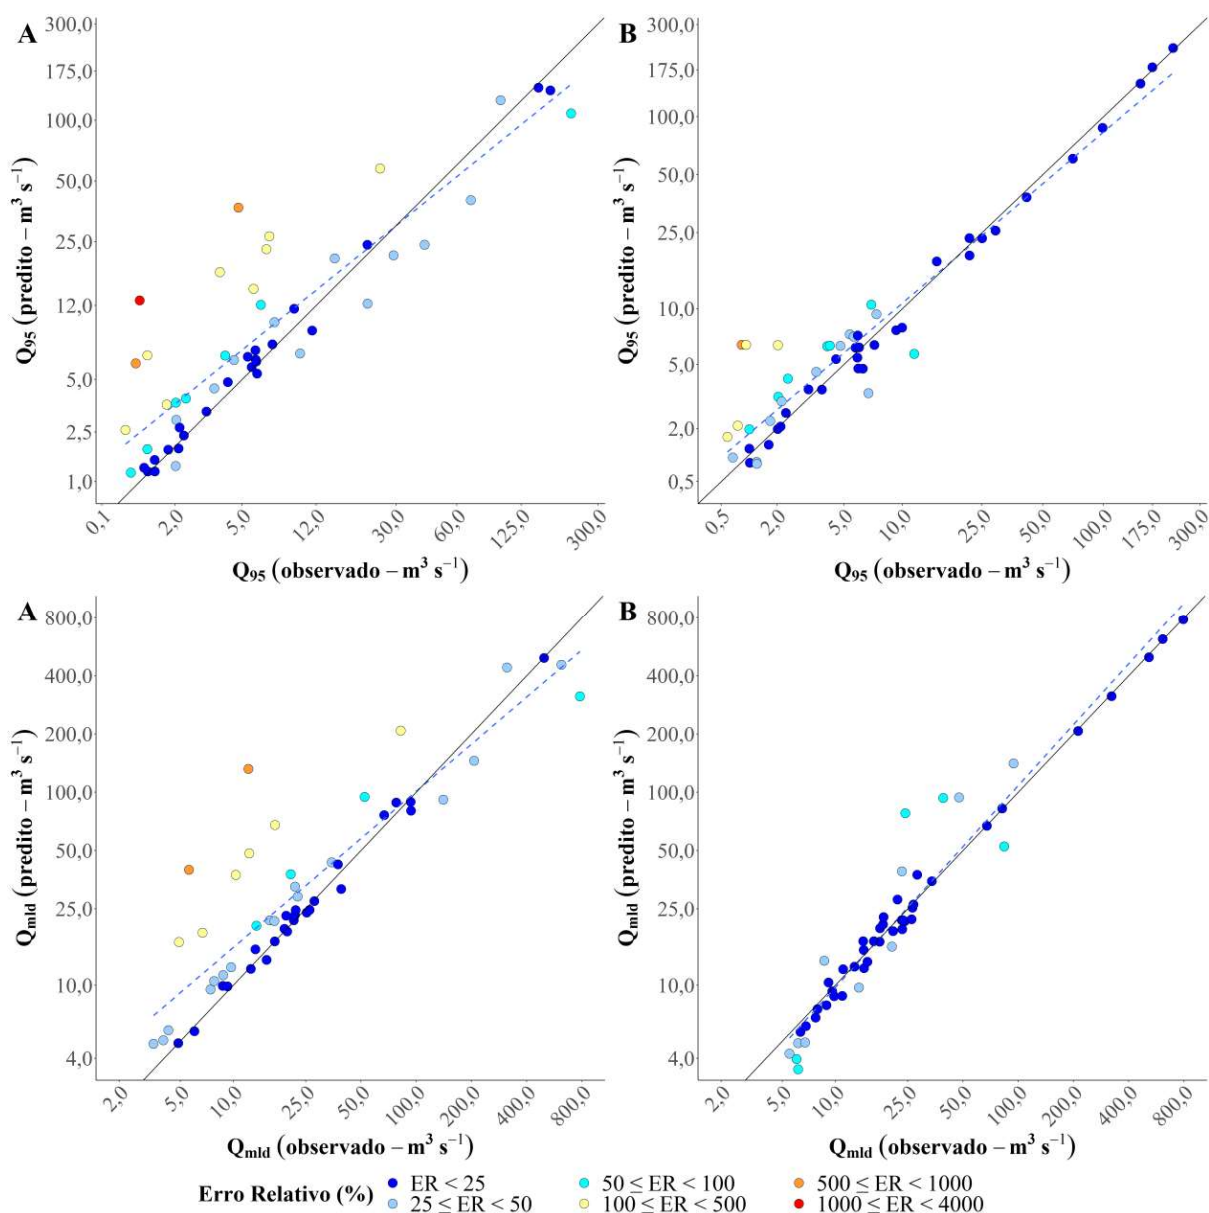 A
300,0
175,0
100,0
50,0
25,0
12,0
5,0
2,5
1,0
Q95 (predito – m³ s⁻¹)
0,1 2,0 5,0 12,0 30,0 60,0 125,0 300,0
Q95 (observado – m³ s⁻¹)
B
300,0
175,0
100,0
50,0
25,0
10,0
5,0
2,0
0,5
Q95 (predito – m³ s⁻¹)
0,5 2,0 5,0 10,0 25,0 50,0 100,0 175,0 300,0
Q95 (observado – m³ s⁻¹)
A
800,0
400,0
200,0
100,0
50,0
25,0
10,0
4,0
Qmld (predito – m³ s⁻¹)
2,0 5,0 10,0 25,0 50,0 100,0 200,0 400,0 800,0
Qmld (observado – m³ s⁻¹)
B
800,0
400,0
200,0
100,0
50,0
25,0
10,0
4,0
Qmld (predito – m³ s⁻¹)
2,0 5,0 10,0 25,0 50,0 100,0 200,0 400,0 800,0
Qmld (observado – m³ s⁻¹)
Erro Relativo (%)
ER < 25
25 ≤ ER < 50
50 ≤ ER < 100
100 ≤ ER < 500
500 ≤ ER < 1000
1000 ≤ ER < 4000